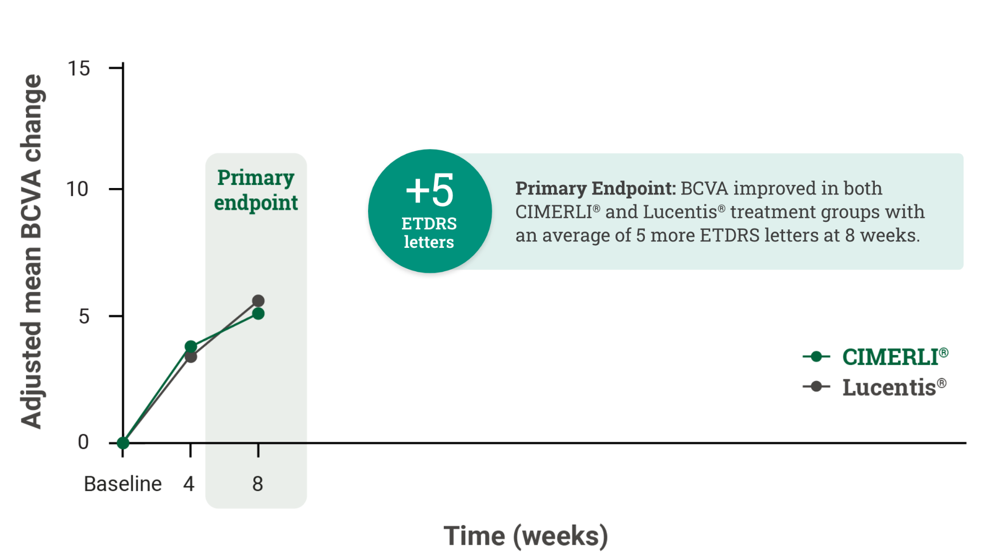 Adjusted mean BCVA change
15
10
5
0
Primary
endpoint
+5
ETDRS
letters
Primary Endpoint: BCVA improved in both
CIMERLI® and Lucentis® treatment groups with
an average of 5 more ETDRS letters at 8 weeks.
CIMERLI®
Lucentis®
Baseline 4 8
Time (weeks)